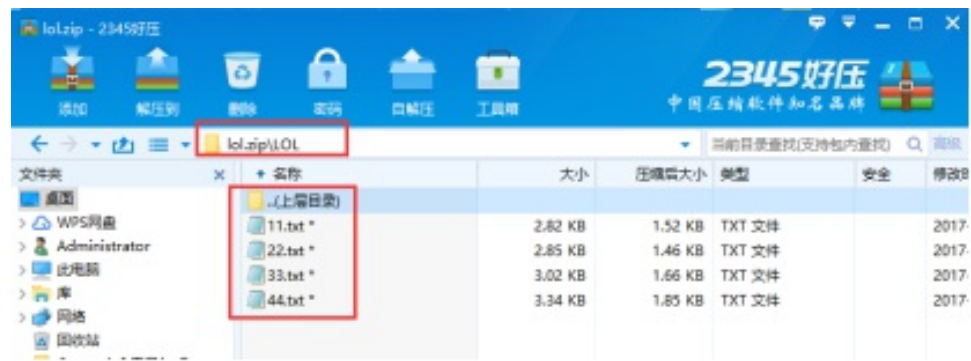 lol.zip - 2345好压
2345好压
中国压缩软件知名品牌
添加 解压到 删除 密码 自解压 工具箱
lol.zip\LOL
当前目录查找(支持包内查找) 高级
文件夹 × 名称 大小 压缩后大小 类型 安全 修改
桌面 ..(上层目录)
WPS网盘 11.txt * 2.82 KB 1.52 KB TXT 文件 2017-
Administrator 22.txt * 2.85 KB 1.46 KB TXT 文件 2017-
此电脑 33.txt * 3.02 KB 1.66 KB TXT 文件 2017-
库 44.txt * 3.34 KB 1.85 KB TXT 文件 2017-
网络
回收站